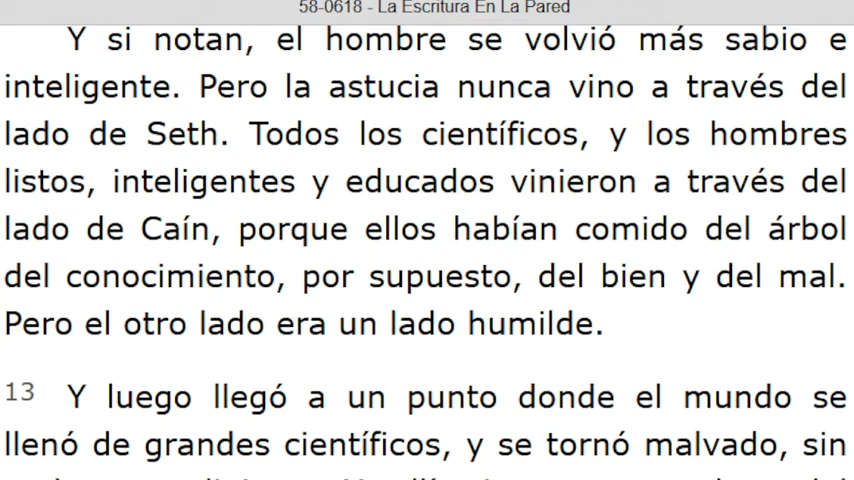 58-0618 - La Escritura En La Pared
Y si notan, el hombre se volvió más sabio e
inteligente. Pero la astucia nunca vino a través del
lado de Seth. Todos los científicos, y los hombres
listos, inteligentes y educados vinieron a través del
lado de Caín, porque ellos habían comido del árbol
del conocimiento, por supuesto, del bien y del mal.
Pero el otro lado era un lado humilde.
13 Y luego llegó a un punto donde el mundo se
llenó de grandes científicos, y se tornó malvado, sin